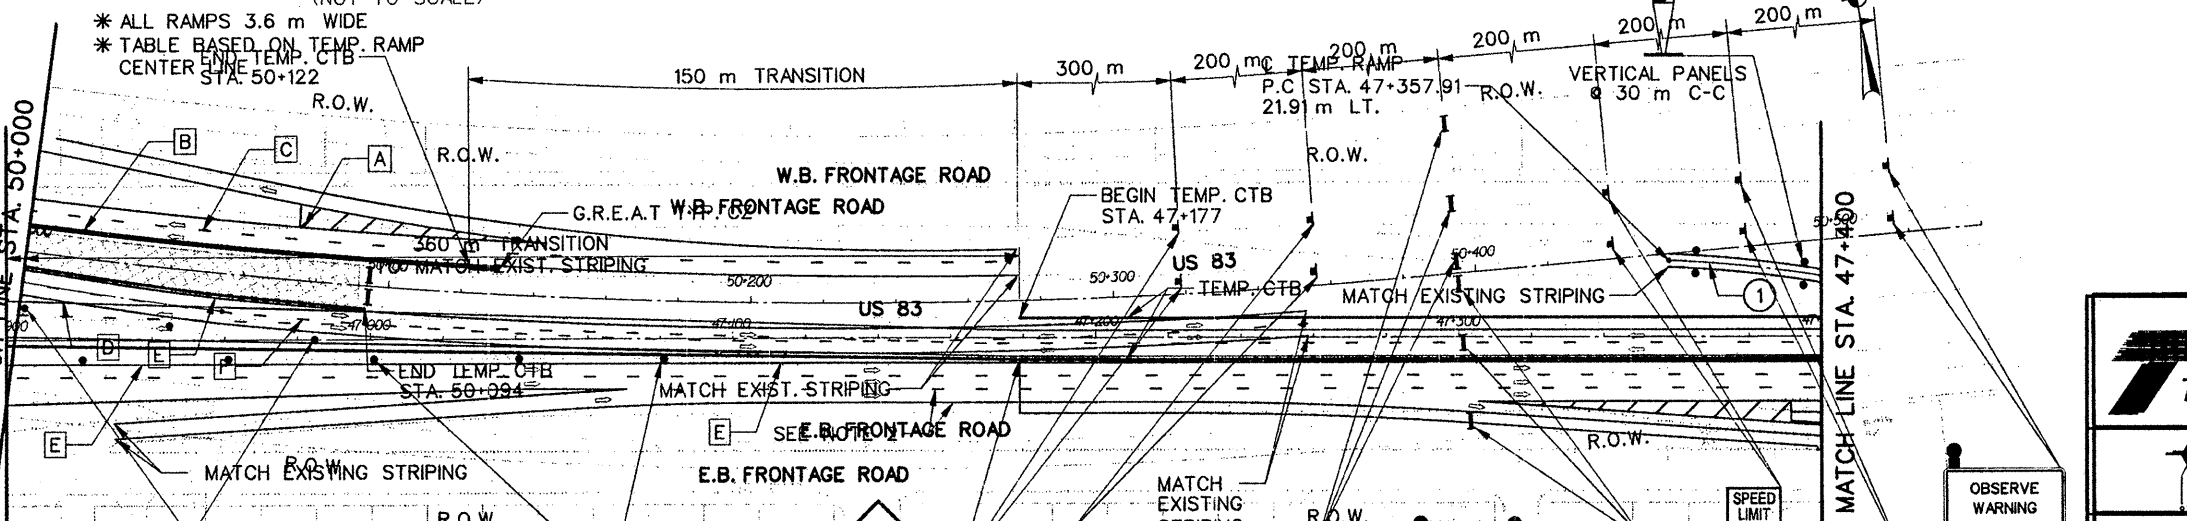 ✱ ALL RAMPS 3.6 m WIDE
✱ TABLE BASED ON TEMP. RAMP
CENTER LINE
END TEMP. CTB
STA. 50+122
R.O.W.
150 m TRANSITION
300 m
200 m
200 m
200 m
200 m
200 m
℄ TEMP. RAMP
P.C STA. 47+357.91
21.91 m LT.
R.O.W.
VERTICAL PANELS
@ 30 m C-C
STA. 50+000
B
C
A
R.O.W.
R.O.W.
W.B. FRONTAGE ROAD
W.B. FRONTAGE ROAD
G.R.E.A.T
BEGIN TEMP. CTB
STA. 47+177
360 m TRANSITION
MATCH EXIST. STRIPING
50+200
50+300
50+400
50+500
US 83
TEMP. CTB
MATCH EXISTING STRIPING
1
US 83
47+000
47+100
47+200
47+300
D
E
F
END TEMP. CTB
STA. 50+094
MATCH EXIST. STRIPING
E
E
SEE NOTE 2
E.B. FRONTAGE ROAD
R.O.W.
R.O.W.
MATCH EXISTING STRIPING
E.B. FRONTAGE ROAD
MATCH
EXISTING
R.O.W.
R.O.W.
SPEED
LIMIT
MATCH LINE STA. 47+400
OBSERVE
WARNING